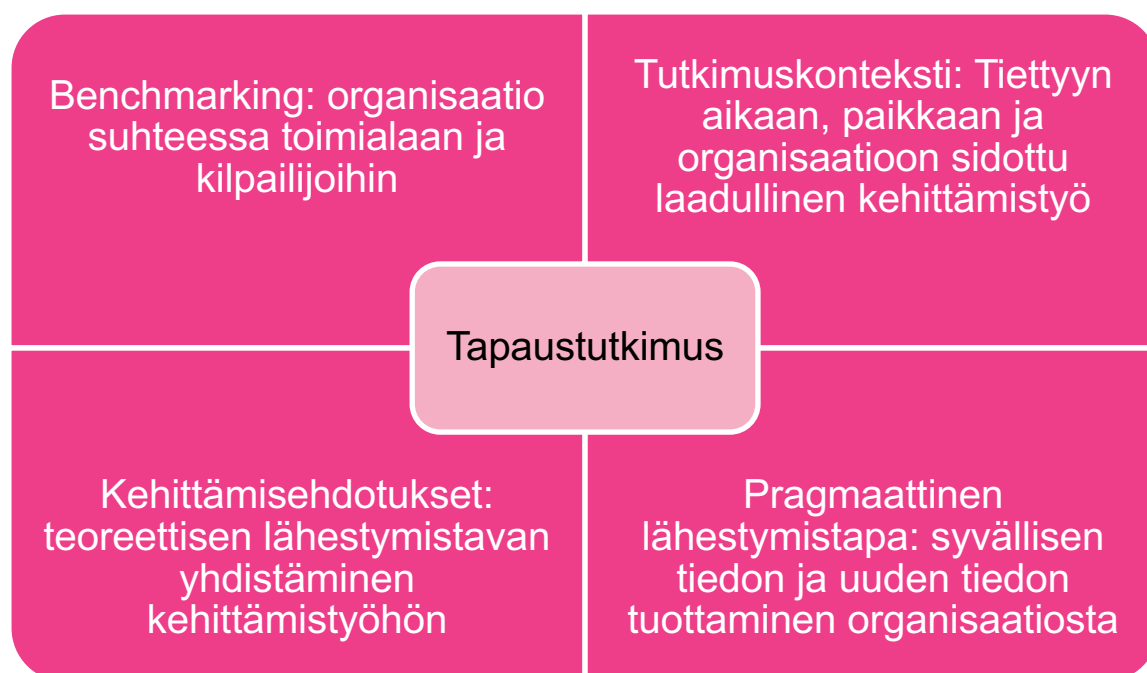 Benchmarking: organisaatio
suhteessa toimialaan ja
kilpailijoihin
Tutkimuskonteksti: Tiettyyn
aikaan, paikkaan ja
organisaatioon sidottu
laadullinen kehittämistyö
Tapaustutkimus
Kehittämisehdotukset:
teoreettisen lähestymistavan
yhdistäminen
kehittämistyöhön
Pragmaattinen
lähestymistapa: syvällisen
tiedon ja uuden tiedon
tuottaminen organisaatiosta